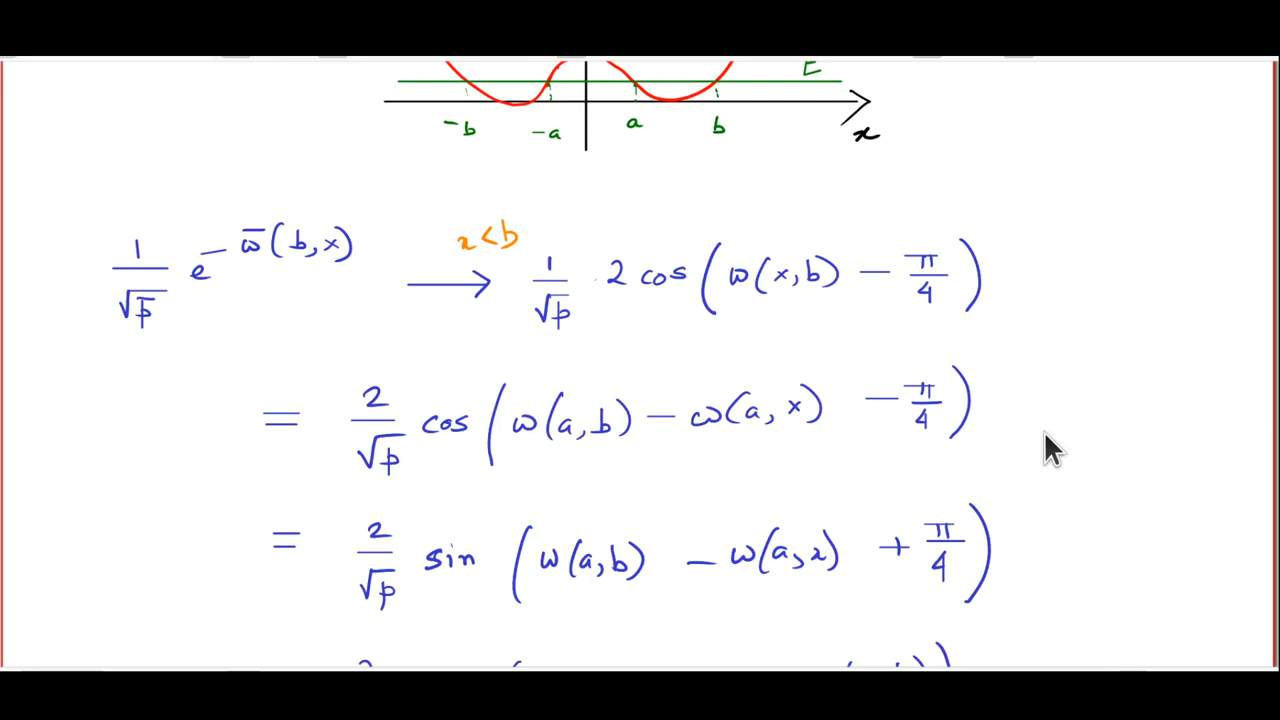 E
-b -a a b x
1/√p̄ e^{-w̄(b,x)} ⟶ x<b 1/√p · 2 cos(w(x,b) - π/4)
= 2/√p cos(w(a,b) - w(a,x) - π/4)
= 2/√p sin(w(a,b) - w(a,x) + π/4)